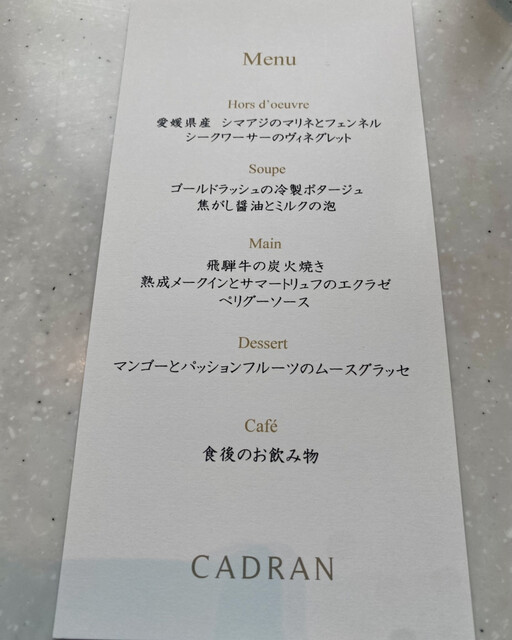 Menu
Hors d'oeuvre
愛媛県産 シマアジのマリネとフェンネル
シークワーサーのヴィネグレット
Soupe
ゴールドラッシュの冷製ポタージュ
焦がし醤油とミルクの泡
Main
飛騨牛の炭火焼き
熟成メークインとサマートリュフのエクラゼ
ペリグーソース
Dessert
マンゴーとパッションフルーツのムースグラッセ
Café
食後のお飲み物
CADRAN